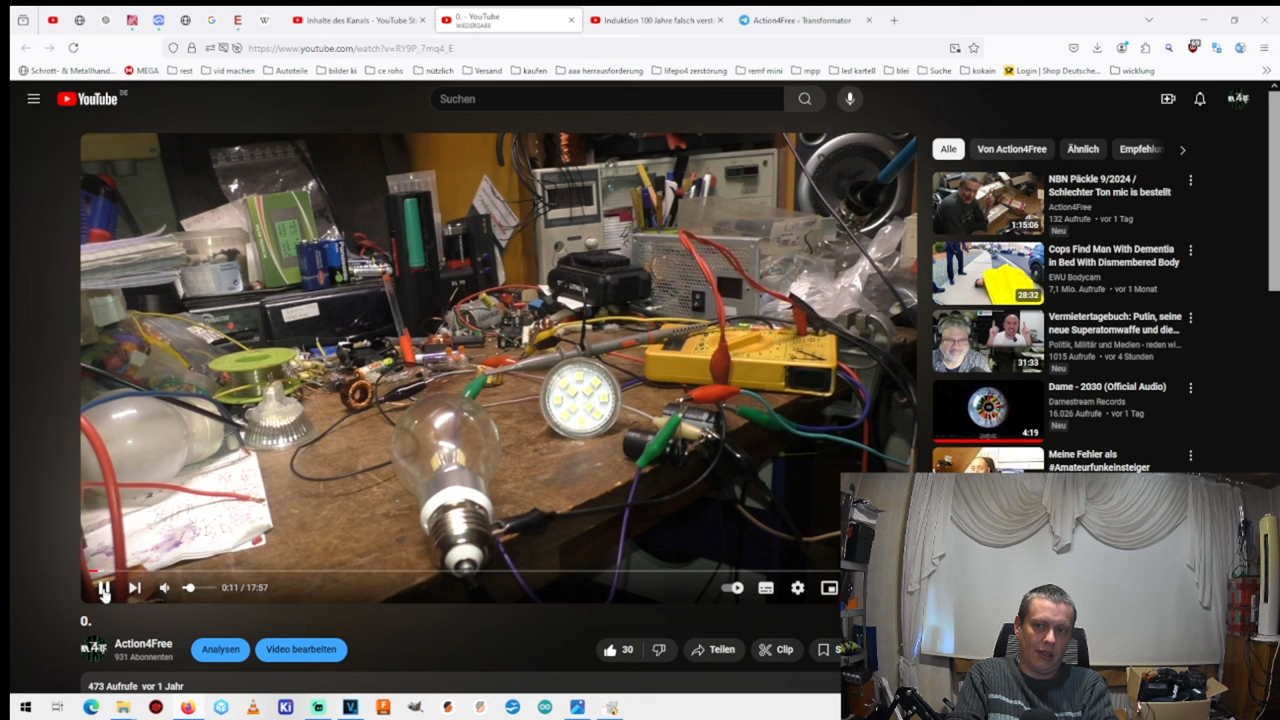 Inhalte des Kanals - YouTube St
0. - YouTube
WIEDERGABE
Induktion 100 Jahre falsch verst
Action4Free › Transformator
https://www.youtube.com/watch?v=RY9P_7mq4_E
69
Schrott- & Metallhand...
MEGA
rest
vid machen
Autoteile
bilder ki
ce rohs
nützlich
Versand
kaufen
aaa herrausforderung
lifepo4 zerstörung
remf mini
mpp
led kartell
blei
Suche
kokain
Login | Shop Deutsche...
wicklung
YouTube DE
Suchen
Alle
Von Action4Free
Ähnlich
Empfehlu
NBN Päckle 9/2024 /
Schlechter Ton mic is bestellt
Action4Free
132 Aufrufe • vor 1 Tag
Neu
1:15:06
Cops Find Man With Dementia
in Bed With Dismembered Body
EWU Bodycam
7,1 Mio. Aufrufe • vor 1 Monat
28:32
Vermietertagebuch: Putin, seine
neue Superatomwaffe und die...
Politik, Militär und Medien - reden wi...
1015 Aufrufe • vor 4 Stunden
Neu
31:33
Dame - 2030 (Official Audio)
Damestream Records
16.026 Aufrufe • vor 1 Tag
Neu
4:19
Meine Fehler als
#Amateurfunkeinsteiger
0:11 / 17:57
0.
Action4Free
931 Abonnenten
Analysen
Video bearbeiten
30
Teilen
Clip
S
473 Aufrufe vor 1 Jahr
Ki
V
F